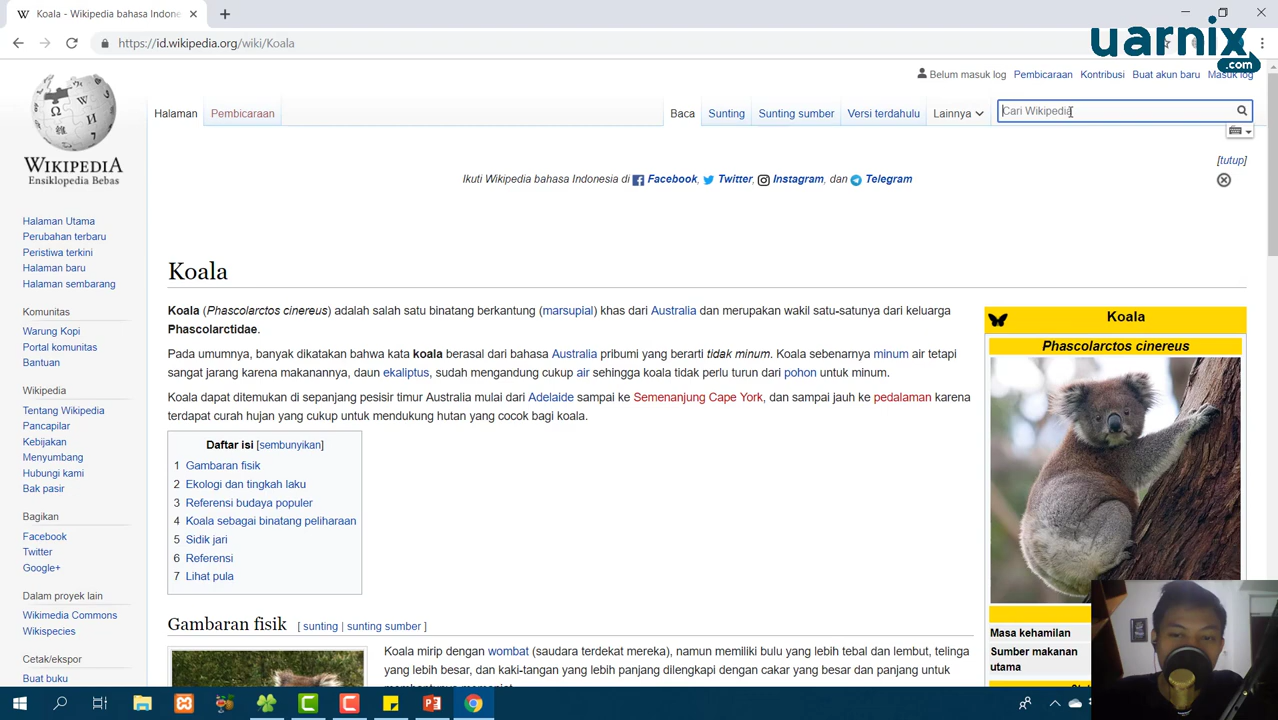 Koala - Wikipedia bahasa Indone
https://id.wikipedia.org/wiki/Koala
uarnix
.com
Belum masuk log Pembicaraan Kontribusi Buat akun baru Masuk log
Halaman Pembicaraan Baca Sunting Sunting sumber Versi terdahulu Lainnya Cari Wikipedia
WIKIPEDIA
Ensiklopedia Bebas
[tutup]
Ikuti Wikipedia bahasa Indonesia di Facebook, Twitter, Instagram, dan Telegram
Halaman Utama
Perubahan terbaru
Peristiwa terkini
Halaman baru
Halaman sembarang
Komunitas
Warung Kopi
Portal komunitas
Bantuan
Wikipedia
Tentang Wikipedia
Pancapilar
Kebijakan
Menyumbang
Hubungi kami
Bak pasir
Bagikan
Facebook
Twitter
Google+
Dalam proyek lain
Wikimedia Commons
Wikispecies
Cetak/ekspor
Buat buku
Koala
Koala (Phascolarctos cinereus) adalah salah satu binatang berkantung (marsupial) khas dari Australia dan merupakan wakil satu-satunya dari keluarga
Phascolarctidae.
Pada umumnya, banyak dikatakan bahwa kata koala berasal dari bahasa Australia pribumi yang berarti tidak minum. Koala sebenarnya minum air tetapi
sangat jarang karena makanannya, daun ekaliptus, sudah mengandung cukup air sehingga koala tidak perlu turun dari pohon untuk minum.
Koala dapat ditemukan di sepanjang pesisir timur Australia mulai dari Adelaide sampai ke Semenanjung Cape York, dan sampai jauh ke pedalaman karena
terdapat curah hujan yang cukup untuk mendukung hutan yang cocok bagi koala.
Daftar isi [sembunyikan]
1 Gambaran fisik
2 Ekologi dan tingkah laku
3 Referensi budaya populer
4 Koala sebagai binatang peliharaan
5 Sidik jari
6 Referensi
7 Lihat pula
Gambaran fisik [ sunting | sunting sumber ]
Koala mirip dengan wombat (saudara terdekat mereka), namun memiliki bulu yang lebih tebal dan lembut, telinga
yang lebih besar, dan kaki-tangan yang lebih panjang dilengkapi dengan cakar yang besar dan panjang untuk
Koala
Phascolarctos cinereus
Masa kehamilan
Sumber makanan
utama